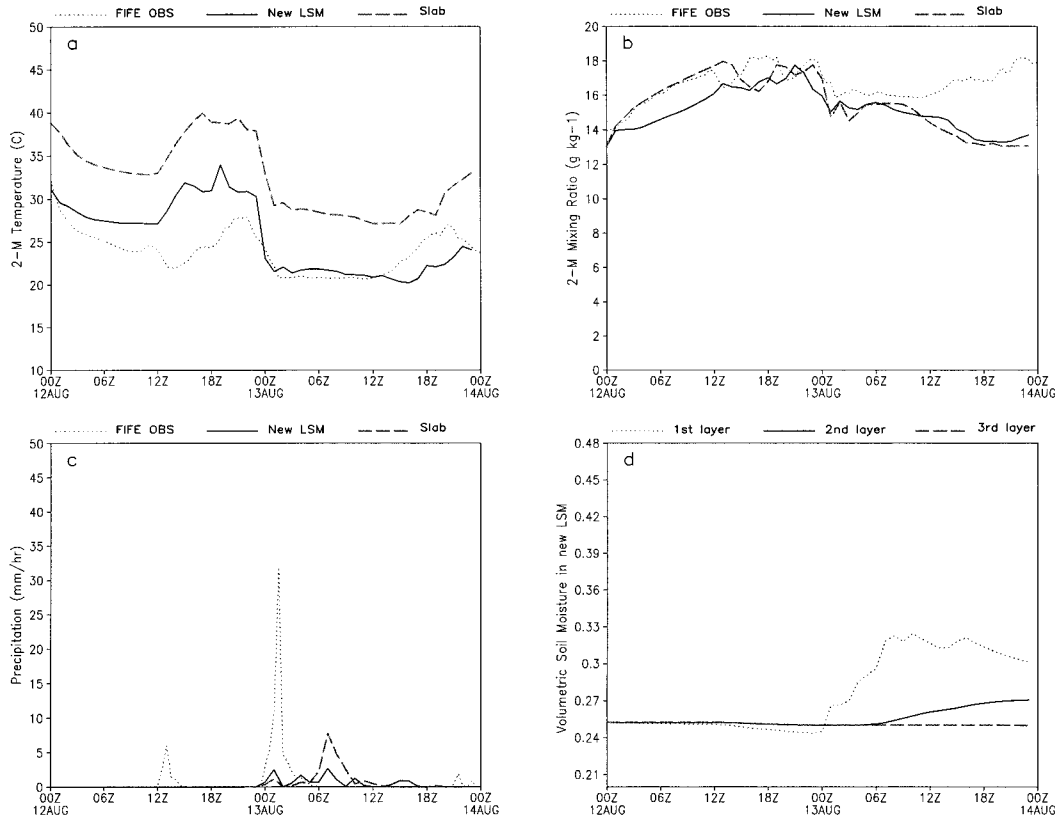 FIFE OBS New LSM Slab
a
50
45
40
35
30
25
20
15
10
2-M Temperature (C)
00Z 06Z 12Z 18Z 00Z 06Z 12Z 18Z 00Z
12AUG 13AUG 14AUG
FIFE OBS New LSM Slab
b
20
18
16
14
12
10
8
6
4
2
0
2-M Mixing Ratio (g kg-1)
00Z 06Z 12Z 18Z 00Z 06Z 12Z 18Z 00Z
12AUG 13AUG 14AUG
FIFE OBS New LSM Slab
c
50
45
40
35
30
25
20
15
10
5
0
Precipitation (mm/hr)
00Z 06Z 12Z 18Z 00Z 06Z 12Z 18Z 00Z
12AUG 13AUG 14AUG
1st layer 2nd layer 3rd layer
d
0.48
0.45
0.42
0.39
0.36
0.33
0.3
0.27
0.24
0.21
Volumetric Soil Moisture in new LSM
00Z 06Z 12Z 18Z 00Z 06Z 12Z 18Z 00Z
12AUG 13AUG 14AUG